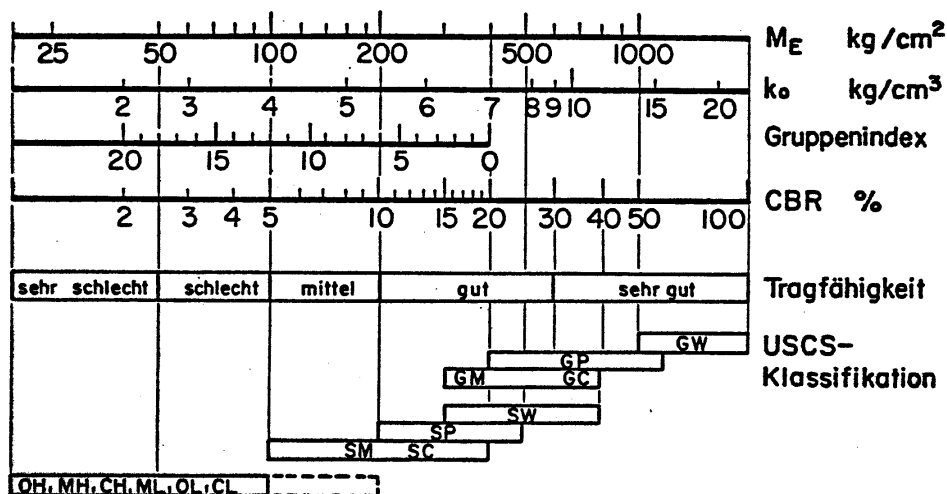 25 50 100 200 500 1000 M_E kg/cm²
2 3 4 5 6 7 8 9 10 15 20 k₀ kg/cm³
20 15 10 5 0 Gruppenindex
2 3 4 5 10 15 20 30 40 50 100 CBR %
sehr schlecht schlecht mittel gut sehr gut Tragfähigkeit
GW USCS-
GP
GM GC Klassifikation
SW
SP
SM SC
OH, MH, CH, ML, OL, CL